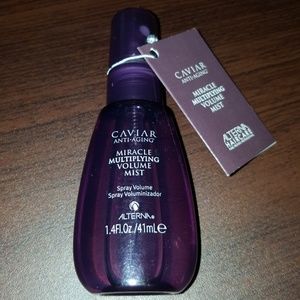 CAVIAR
ANTI-AGING
MIRACLE
MULTIPLYING
VOLUME
MIST
Spray Volume
Spray Voluminizador
ALTERNA
1.4Fl.Oz/41mLe
CAVIAR
ANTI-AGING
MIRACLE
MULTIPLYING
VOLUME
MIST
ALTERNA
HAIRCARE